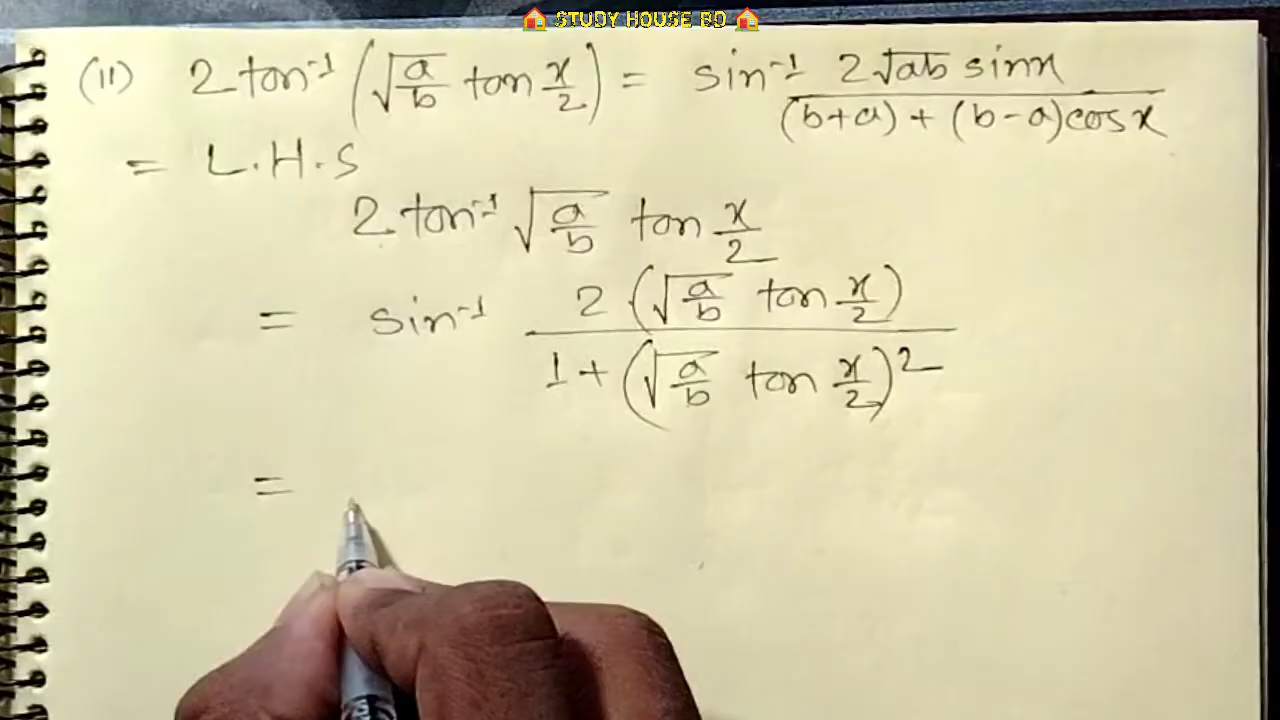 🏠 STUDY HOUSE BD 🏠
(11) 2 tan⁻¹ (√(a/b) tan x/2) = sin⁻¹ 2√ab sinx / (b+a) + (b-a)cosx
= L.H.S
2 tan⁻¹ √(a/b) tan x/2
= sin⁻¹ 2 (√(a/b) tan x/2) / 1 + (√(a/b) tan x/2)²
=